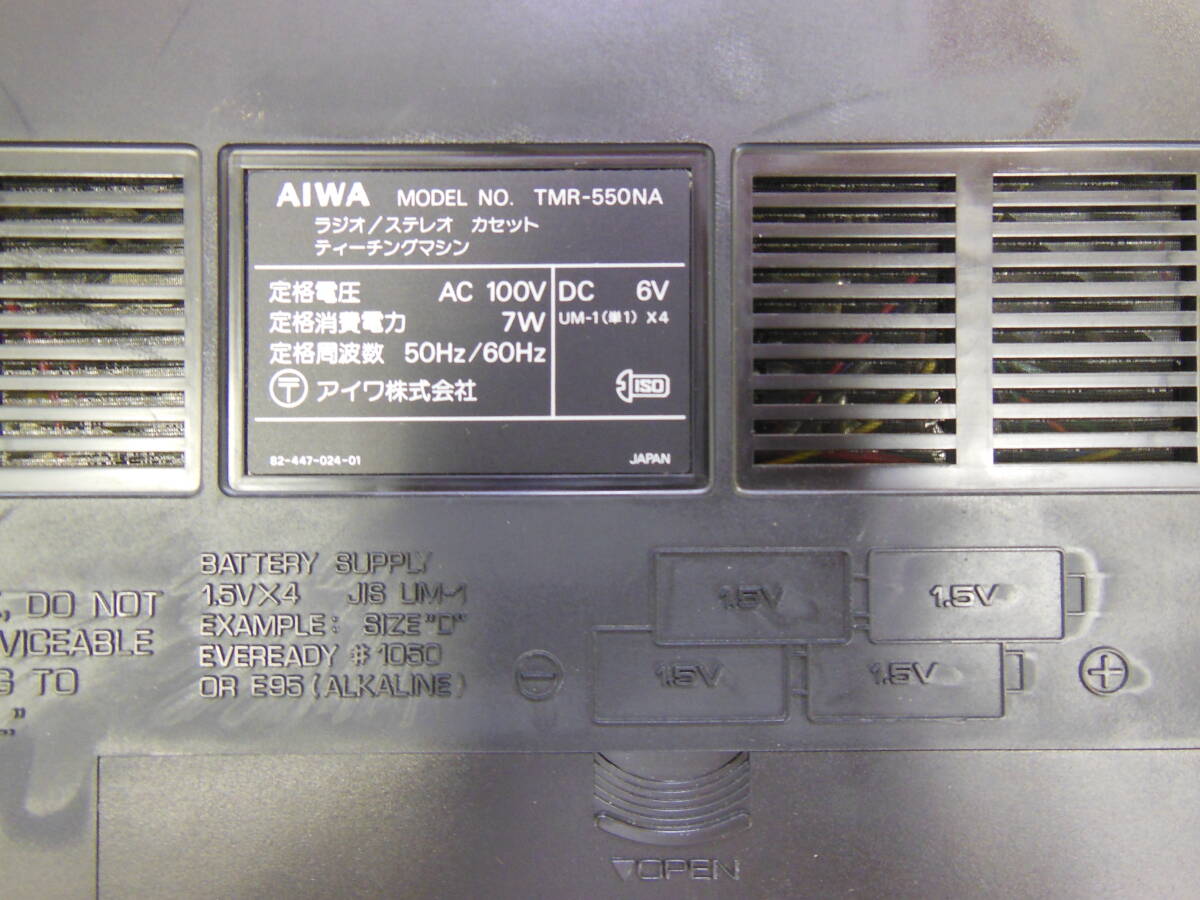 AIWA MODEL NO. TMR-550NA
ラジオ/ステレオ カセット
ティーチングマシン
定格電圧 AC 100V
定格消費電力 7W
定格周波数 50Hz/60Hz
〒 アイワ株式会社
DC 6V
UM-1(単1) X4
ISO
82-447-024-01
JAPAN
, DO NOT
VICEABLE
G TO
."
BATTERY SUPPLY
1.5V×4 JIS UM-1
EXAMPLE: SIZE "D"
EVEREADY #1050
OR E95 (ALKALINE)
1.5V 1.5V
⊖ 1.5V 1.5V ⊕
▽OPEN